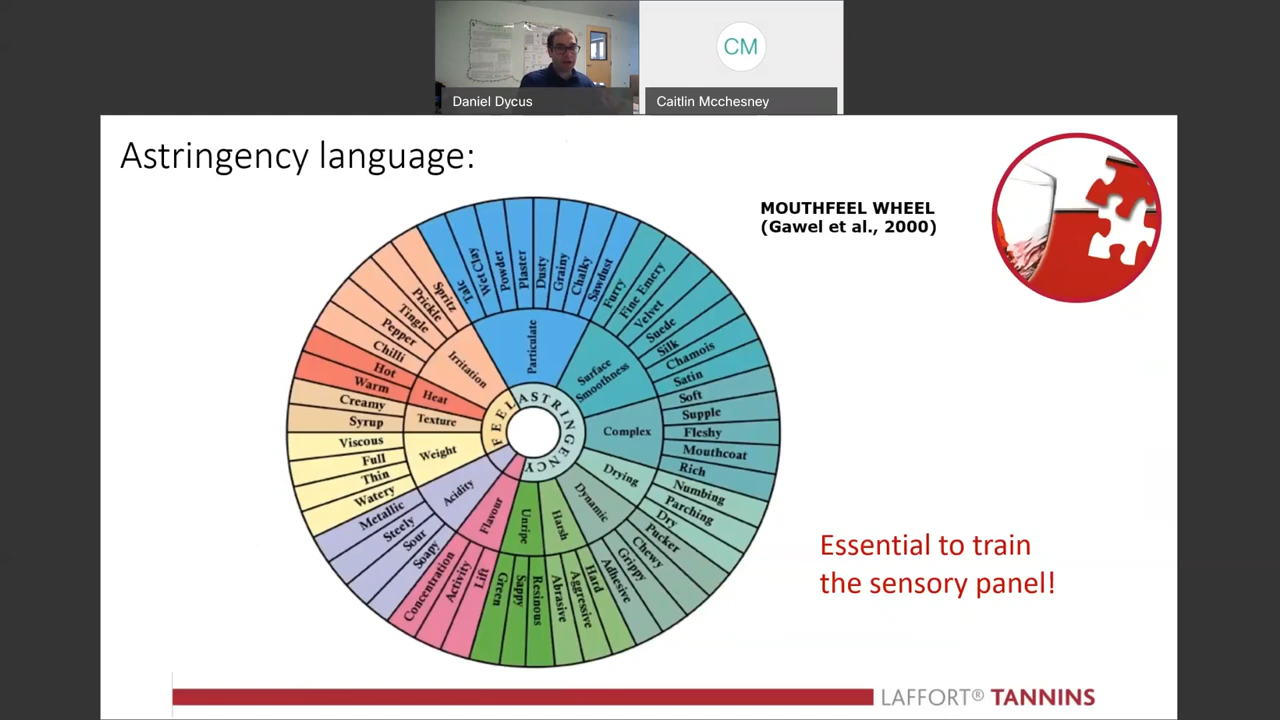 CM
Daniel Dycus
Caitlin Mcchesney
Astringency language:
MOUTHFEEL WHEEL
(Gawel et al., 2000)
FEEL
ASTRINGENCY
Particulate
Talc
Wet Clay
Powder
Plaster
Dusty
Grainy
Chalky
Sawdust
Surface
Smoothness
Furry
Fine Emery
Velvet
Suede
Silk
Chamois
Satin
Complex
Soft
Supple
Fleshy
Mouthcoat
Rich
Drying
Numbing
Parching
Dry
Dynamic
Pucker
Chewy
Grippy
Adhesive
Harsh
Hard
Aggressive
Abrasive
Unripe
Resinous
Sappy
Green
Flavour
Lift
Activity
Concentration
Acidity
Soapy
Sour
Steely
Metallic
Weight
Watery
Thin
Full
Viscous
Texture
Syrup
Creamy
Heat
Warm
Hot
Irritation
Chilli
Pepper
Tingle
Prickle
Spritz
Essential to train
the sensory panel!
LAFFORT® TANNINS